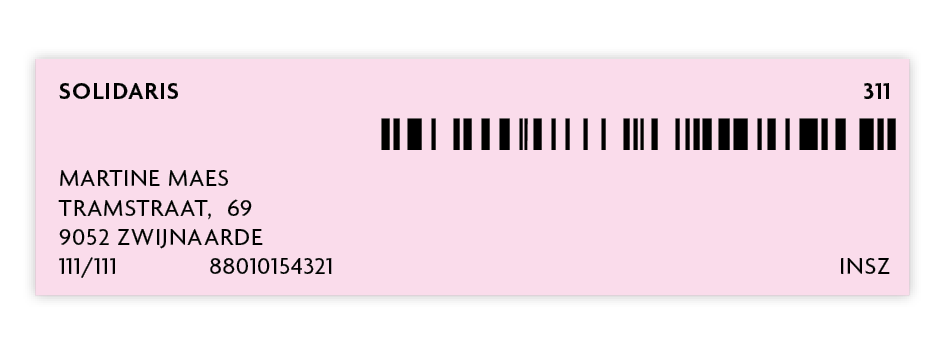 SOLIDARIS 311
MARTINE MAES
TRAMSTRAAT, 69
9052 ZWIJNAARDE
111/111 88010154321 INSZ